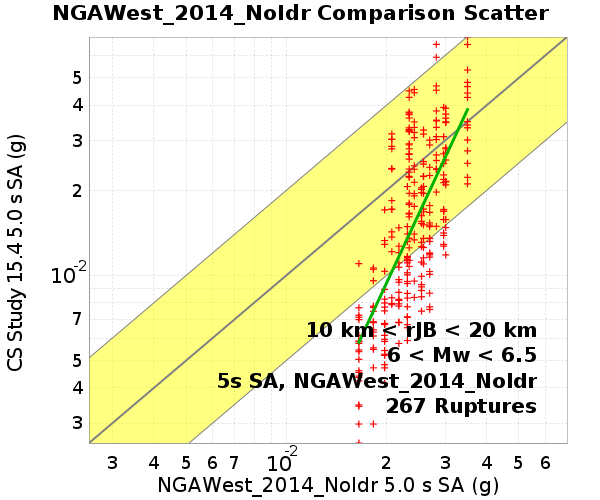 NGAWest_2014_NoIdr Comparison Scatter
CS Study 15.4 5.0 s SA (g)
5
4
3
2
10-2
7
5
4
3
10 km < rJB < 20 km
6 < Mw < 6.5
5s SA, NGAWest_2014_NoIdr
267 Ruptures
3 4 5 6 7 10-2 2 3 4 5 6
NGAWest_2014_NoIdr 5.0 s SA (g)